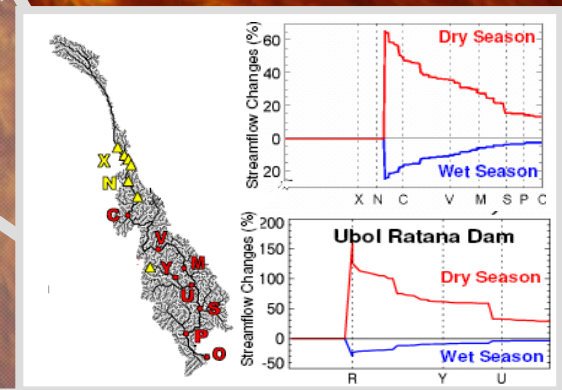 X
N
C
V
Y
M
U
S
P
O
Streamflow Changes (%)
60
40
20
0
20
Dry Season
Wet Season
X N C V M S P O
Streamflow Changes (%)
200
150
100
50
0
-50
Ubol Ratana Dam
Dry Season
Wet Season
R Y U